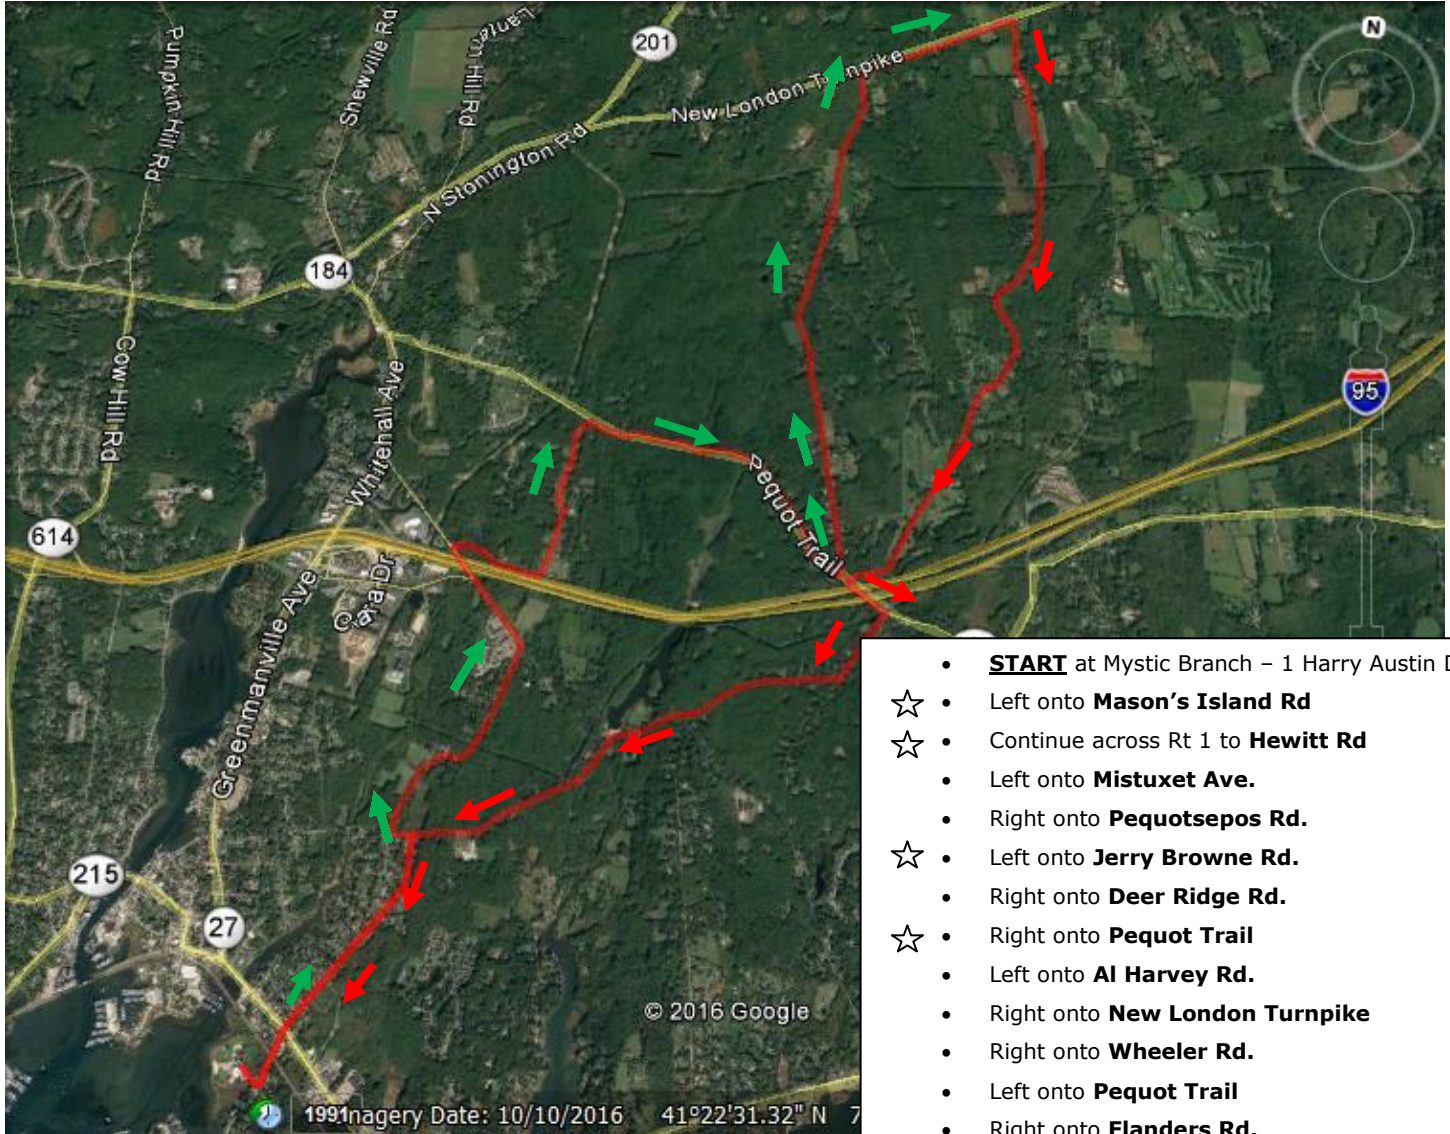 Pumpkin Hill Rd
Shewville Rd
Lantern Hill Rd
201
N
New London Turnpike
N Stonington Rd
184
Cow Hill Rd
Whitehall Ave
95
614
Pequot Trail
Greenmanville Ave
Dr
215
27
© 2016 Google
1991
Imagery Date: 10/10/2016 41°22'31.32" N 7
• START at Mystic Branch – 1 Harry Austin D
☆ • Left onto Mason's Island Rd
☆ • Continue across Rt 1 to Hewitt Rd
• Left onto Mistuxet Ave.
• Right onto Pequotsepos Rd.
☆ • Left onto Jerry Browne Rd.
• Right onto Deer Ridge Rd.
☆ • Right onto Pequot Trail
• Left onto Al Harvey Rd.
• Right onto New London Turnpike
• Right onto Wheeler Rd.
• Left onto Pequot Trail
• Right onto Flanders Rd.